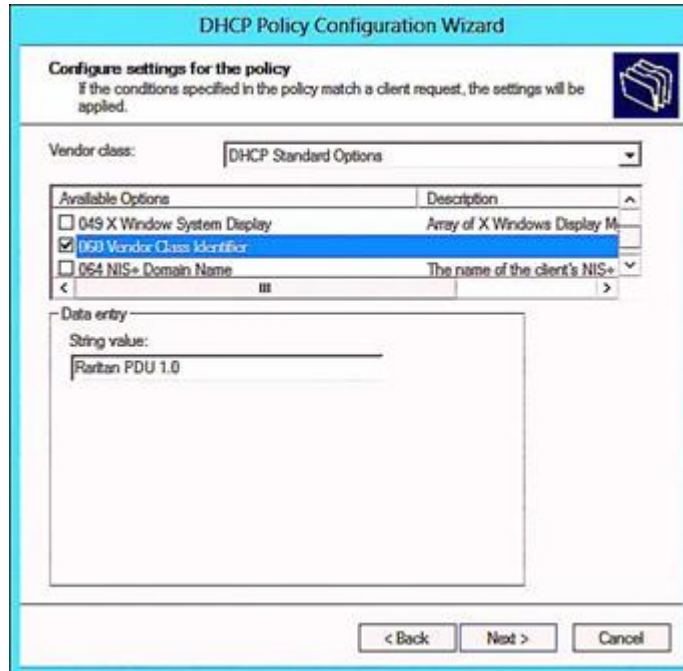 DHCP Policy Configuration Wizard
Configure settings for the policy
If the conditions specified in the policy match a client request, the settings will be
applied.
Vendor class: DHCP Standard Options
Available Options Description
049 X Window System Display Array of X Windows Display M
060 Vendor Class Identifier
064 NIS+ Domain Name The name of the client's NIS+
Data entry
String value:
Raritan PDU 1.0
< Back Next > Cancel